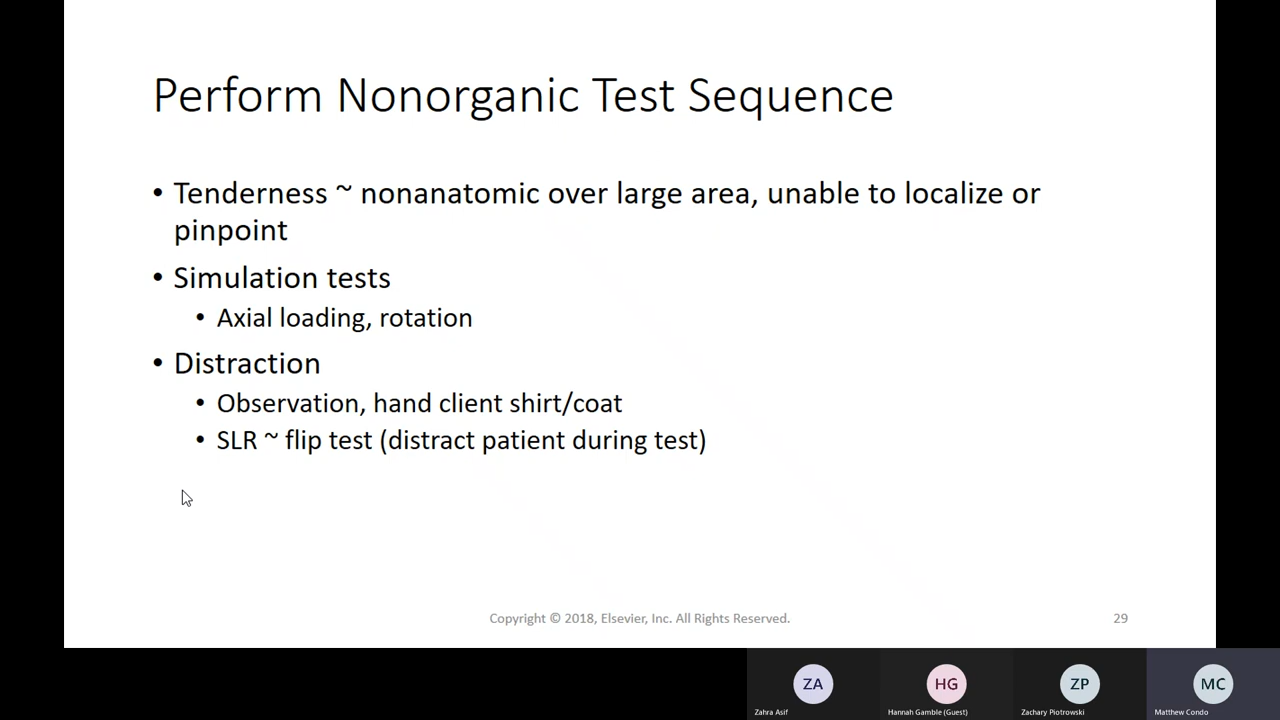 Perform Nonorganic Test Sequence
• Tenderness ~ nonanatomic over large area, unable to localize or
pinpoint
• Simulation tests
• Axial loading, rotation
• Distraction
• Observation, hand client shirt/coat
• SLR ~ flip test (distract patient during test)
Copyright © 2018, Elsevier, Inc. All Rights Reserved.
29
ZA
HG
ZP
MC
Zahra Asif
Hannah Gamble (Guest)
Zachary Piotrowski
Matthew Condo